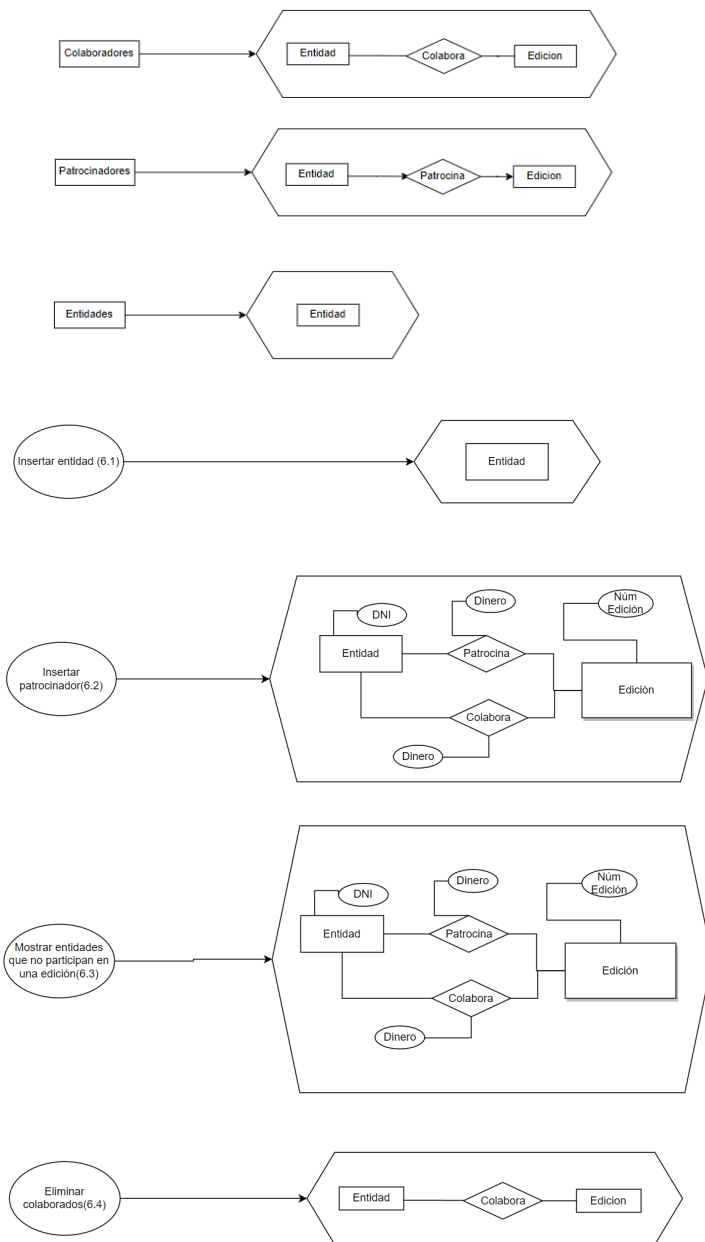 Colaboradores
Entidad
Colabora
Edicion
Patrocinadores
Entidad
Patrocina
Edicion
Entidades
Entidad
Insertar entidad (6.1)
Entidad
Insertar
patrocinador(6.2)
DNI
Dinero
Núm
Edición
Entidad
Patrocina
Edición
Colabora
Dinero
Mostrar entidades
que no participan en
una edición(6.3)
DNI
Dinero
Núm
Edición
Entidad
Patrocina
Edición
Colabora
Dinero
Eliminar
colaborados(6.4)
Entidad
Colabora
Edicion